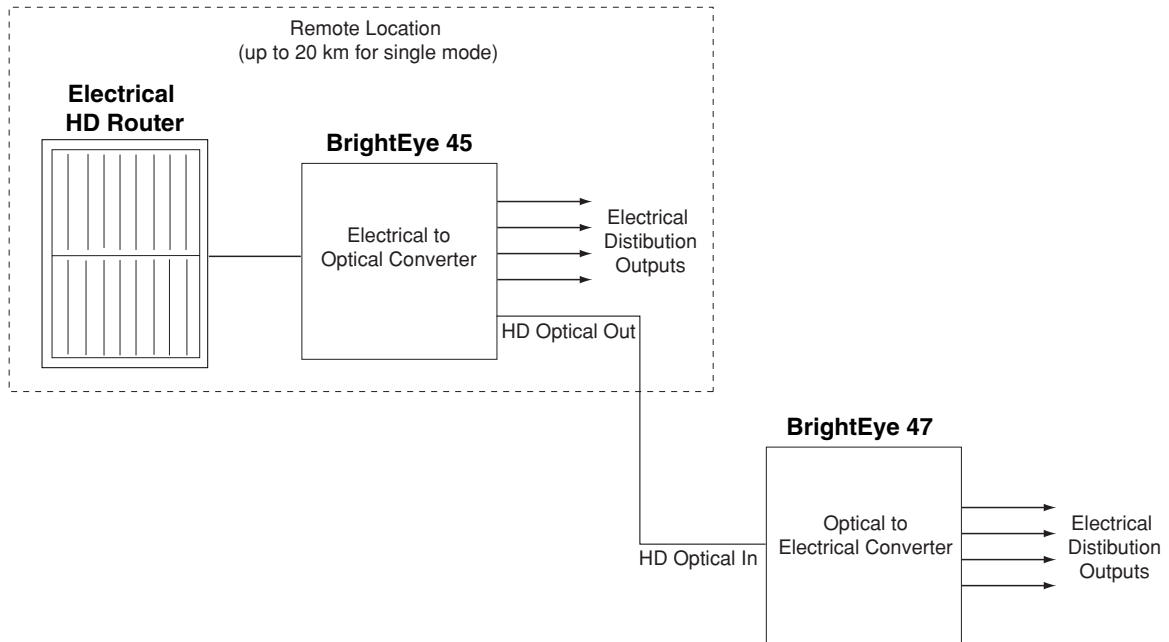 Remote Location
(up to 20 km for single mode)
Electrical
HD Router
BrightEye 45
Electrical to
Optical Converter
Electrical
Distibution
Outputs
HD Optical Out
BrightEye 47
HD Optical In
Optical to
Electrical Converter
Electrical
Distibution
Outputs